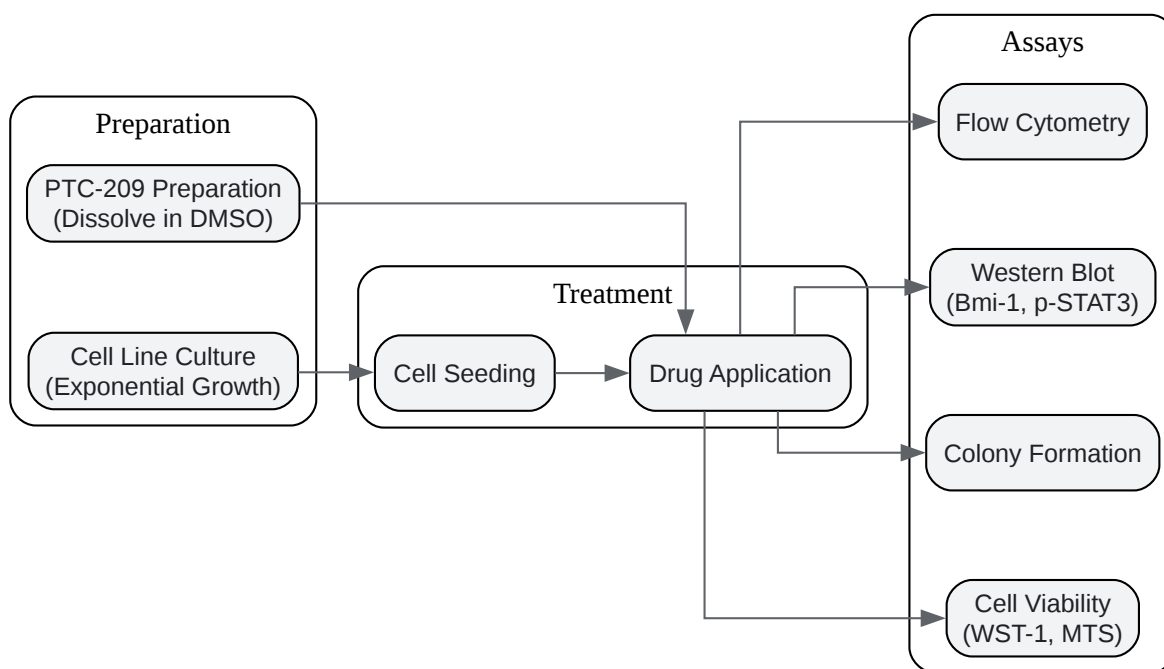 Preparation
PTC-209 Preparation
(Dissolve in DMSO)
Cell Line Culture
(Exponential Growth)
Treatment
Cell Seeding
Drug Application
Assays
Flow Cytometry
Western Blot
(Bmi-1, p-STAT3)
Colony Formation
Cell Viability
(WST-1, MTS)